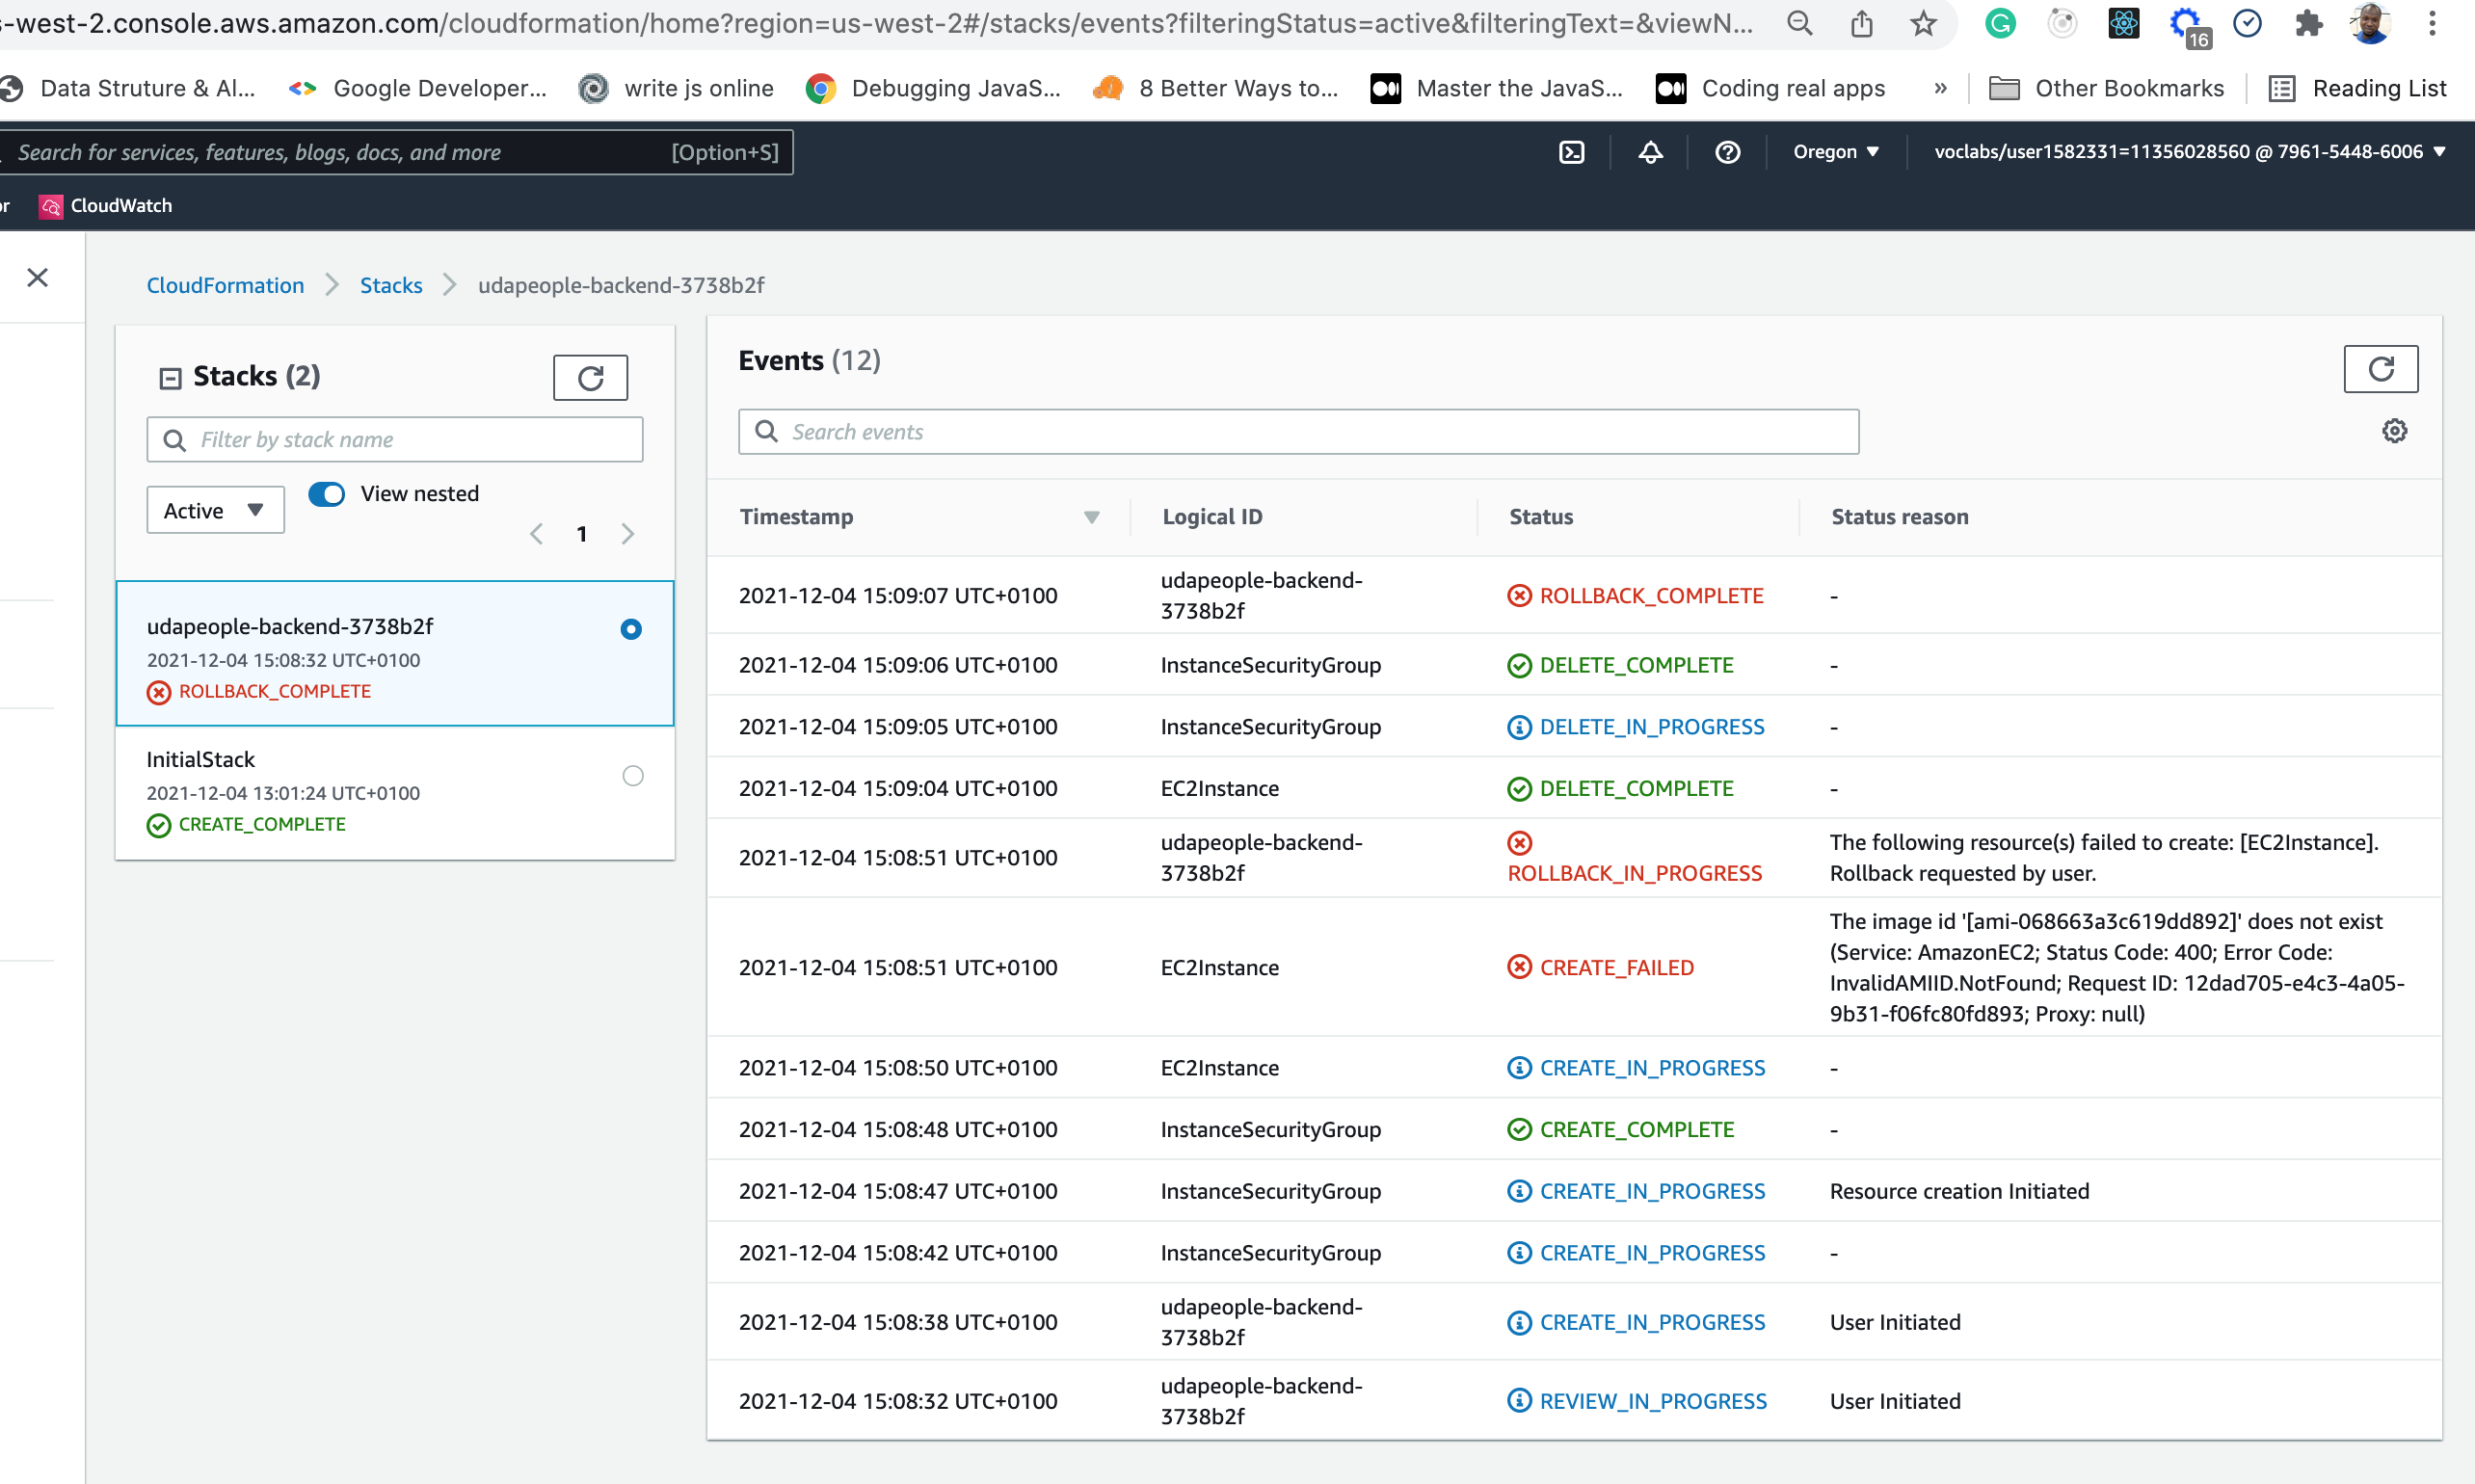 s-west-2.console.aws.amazon.com/cloudformation/home?region=us-west-2#/stacks/events?filteringStatus=active&filteringText=&viewN...
16
Data Struture & Al...
Google Developer...
write js online
Debugging JavaS...
8 Better Ways to...
Master the JavaS...
Coding real apps
»
Other Bookmarks
Reading List
Search for services, features, blogs, docs, and more
[Option+S]
Oregon
voclabs/user1582331=11356028560 @ 7961-5448-6006
or
CloudWatch
CloudFormation
Stacks
udapeople-backend-3738b2f
Stacks (2)
Filter by stack name
Active
View nested
1
udapeople-backend-3738b2f
2021-12-04 15:08:32 UTC+0100
ROLLBACK_COMPLETE
InitialStack
2021-12-04 13:01:24 UTC+0100
CREATE_COMPLETE
Events (12)
Search events
Timestamp Logical ID Status Status reason
2021-12-04 15:09:07 UTC+0100
udapeople-backend-
3738b2f
ROLLBACK_COMPLETE
-
2021-12-04 15:09:06 UTC+0100 InstanceSecurityGroup DELETE_COMPLETE -
2021-12-04 15:09:05 UTC+0100 InstanceSecurityGroup DELETE_IN_PROGRESS -
2021-12-04 15:09:04 UTC+0100 EC2Instance DELETE_COMPLETE -
2021-12-04 15:08:51 UTC+0100
udapeople-backend-
3738b2f
ROLLBACK_IN_PROGRESS
The following resource(s) failed to create: [EC2Instance].
Rollback requested by user.
2021-12-04 15:08:51 UTC+0100 EC2Instance CREATE_FAILED
The image id '[ami-068663a3c619dd892]' does not exist
(Service: AmazonEC2; Status Code: 400; Error Code:
InvalidAMIID.NotFound; Request ID: 12dad705-e4c3-4a05-
9b31-f06fc80fd893; Proxy: null)
2021-12-04 15:08:50 UTC+0100 EC2Instance CREATE_IN_PROGRESS -
2021-12-04 15:08:48 UTC+0100 InstanceSecurityGroup CREATE_COMPLETE -
2021-12-04 15:08:47 UTC+0100 InstanceSecurityGroup CREATE_IN_PROGRESS Resource creation Initiated
2021-12-04 15:08:42 UTC+0100 InstanceSecurityGroup CREATE_IN_PROGRESS -
2021-12-04 15:08:38 UTC+0100
udapeople-backend-
3738b2f
CREATE_IN_PROGRESS
User Initiated
2021-12-04 15:08:32 UTC+0100
udapeople-backend-
3738b2f
REVIEW_IN_PROGRESS
User Initiated